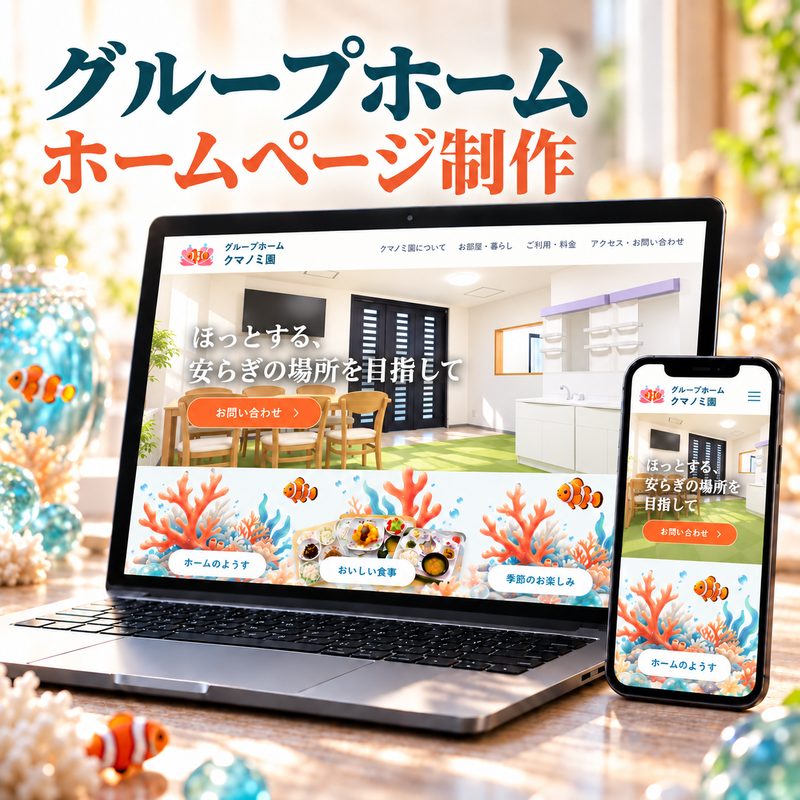 グループホーム
ホームページ制作
グループホーム
クマノミ園
クマノミ園について お部屋・暮らし ご利用・料金 アクセス・お問い合わせ
ほっとする、
安らぎの場所を目指して
お問い合わせ
ホームのようす
おいしい食事
季節のお楽しみ
グループホーム
クマノミ園
ほっとする、
安らぎの場所を
目指して
お問い合わせ
ホームのようす